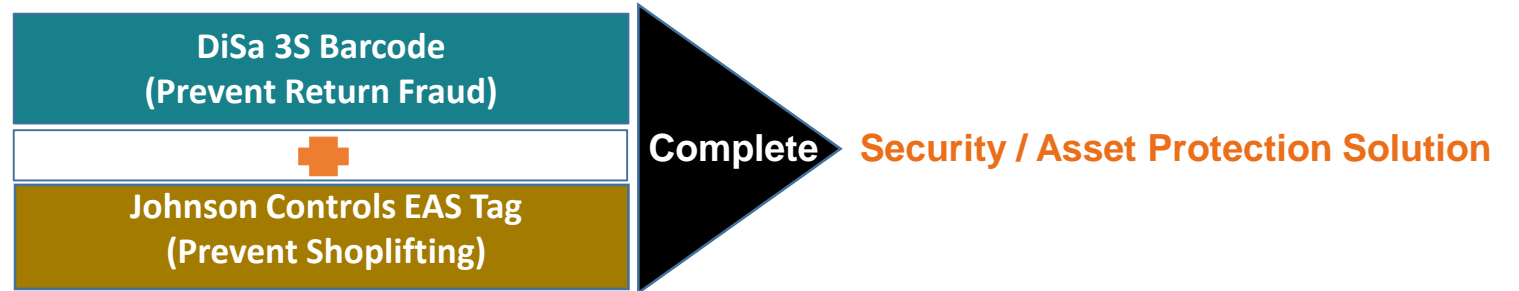 DiSa 3S Barcode
(Prevent Return Fraud)
Complete
Security / Asset Protection Solution
Johnson Controls EAS Tag
(Prevent Shoplifting)